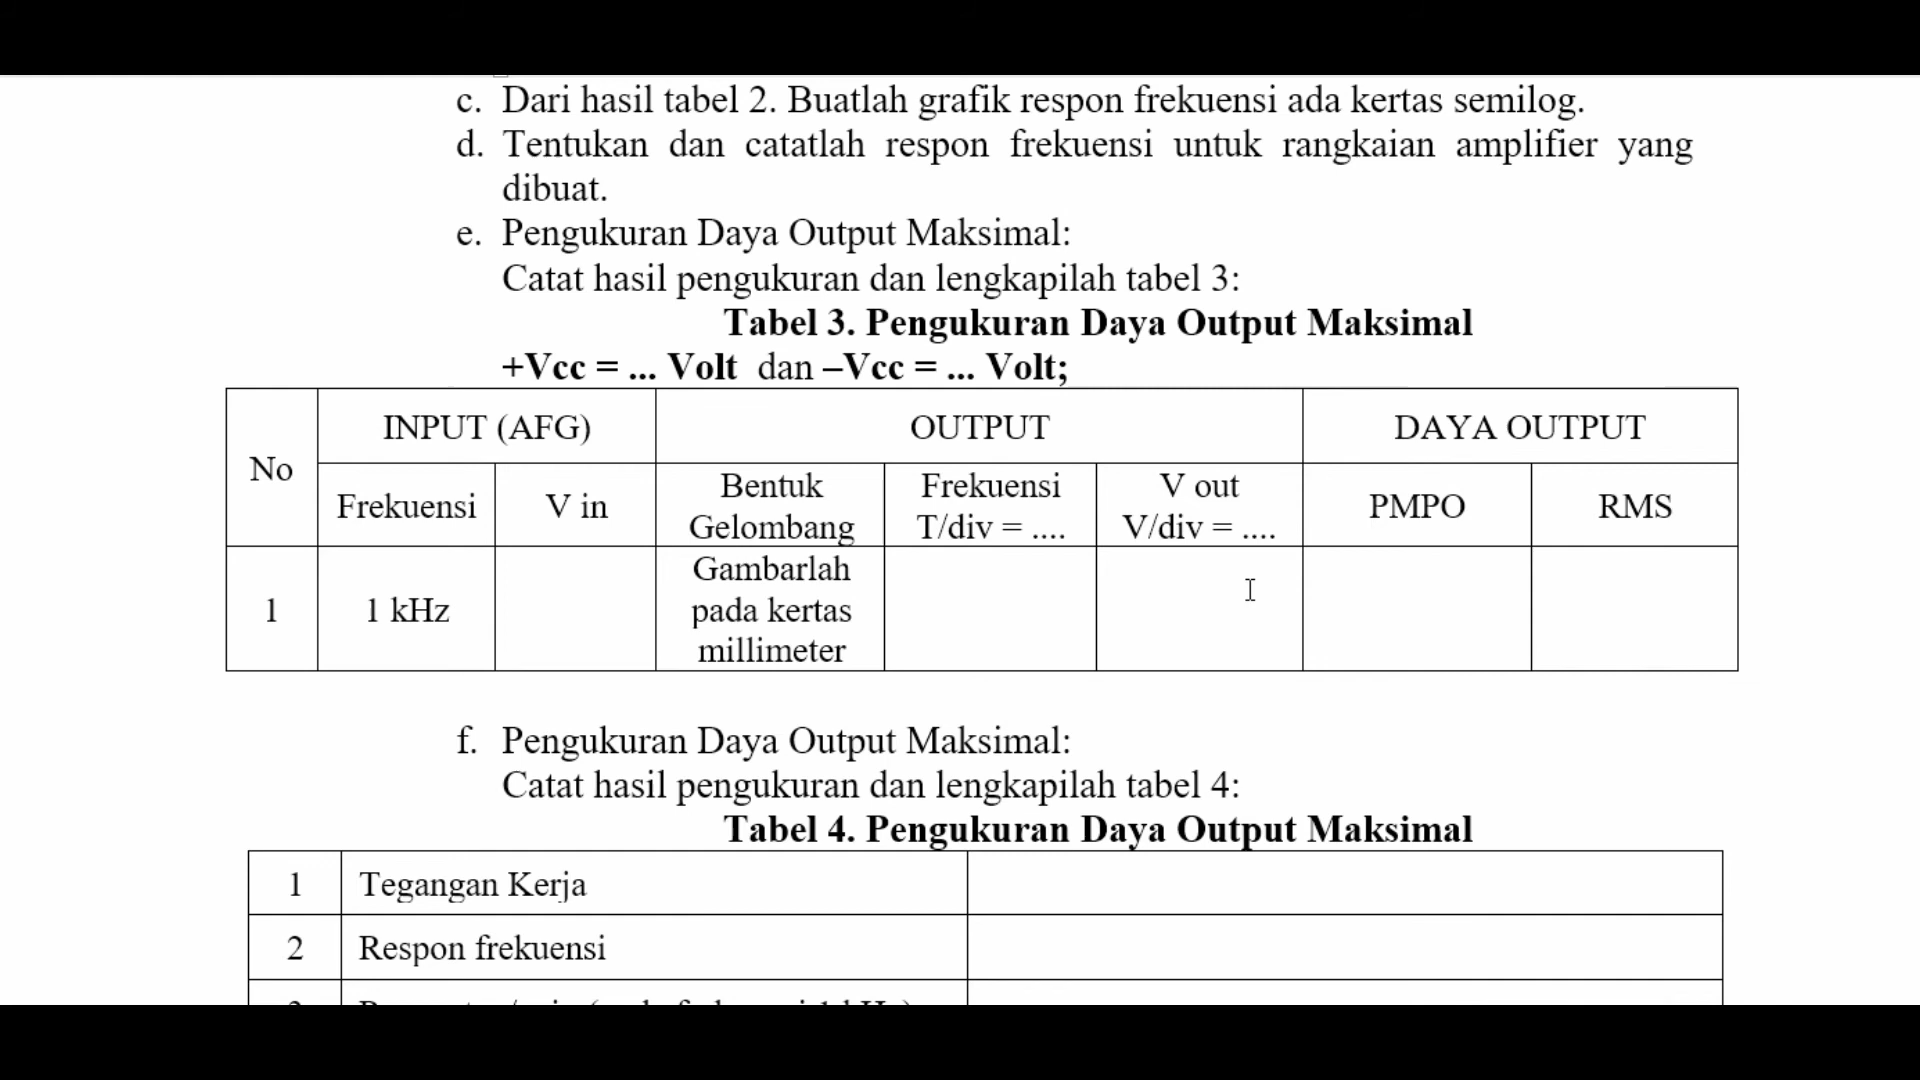 c. Dari hasil tabel 2. Buatlah grafik respon frekuensi ada kertas semilog.
d. Tentukan dan catatlah respon frekuensi untuk rangkaian amplifier yang
dibuat.
e. Pengukuran Daya Output Maksimal:
Catat hasil pengukuran dan lengkapilah tabel 3:
Tabel 3. Pengukuran Daya Output Maksimal
+Vcc = ... Volt dan –Vcc = ... Volt;
No
INPUT (AFG)
OUTPUT
DAYA OUTPUT
Frekuensi
V in
Bentuk
Gelombang
Frekuensi
T/div = ....
V out
V/div = ....
PMPO
RMS
1
1 kHz
Gambarlah
pada kertas
millimeter
f. Pengukuran Daya Output Maksimal:
Catat hasil pengukuran dan lengkapilah tabel 4:
Tabel 4. Pengukuran Daya Output Maksimal
1 Tegangan Kerja
2 Respon frekuensi